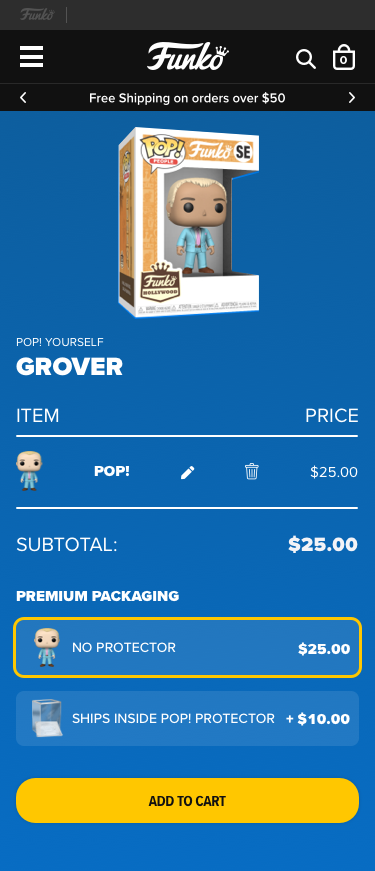 Funko
Funko
0
Free Shipping on orders over $50
POP!
PEOPLE
Funko
SE
Funko
HOLLYWOOD
POP! YOURSELF
GROVER
ITEM PRICE
POP! $25.00
SUBTOTAL: $25.00
PREMIUM PACKAGING
NO PROTECTOR $25.00
SHIPS INSIDE POP! PROTECTOR + $10.00
ADD TO CART